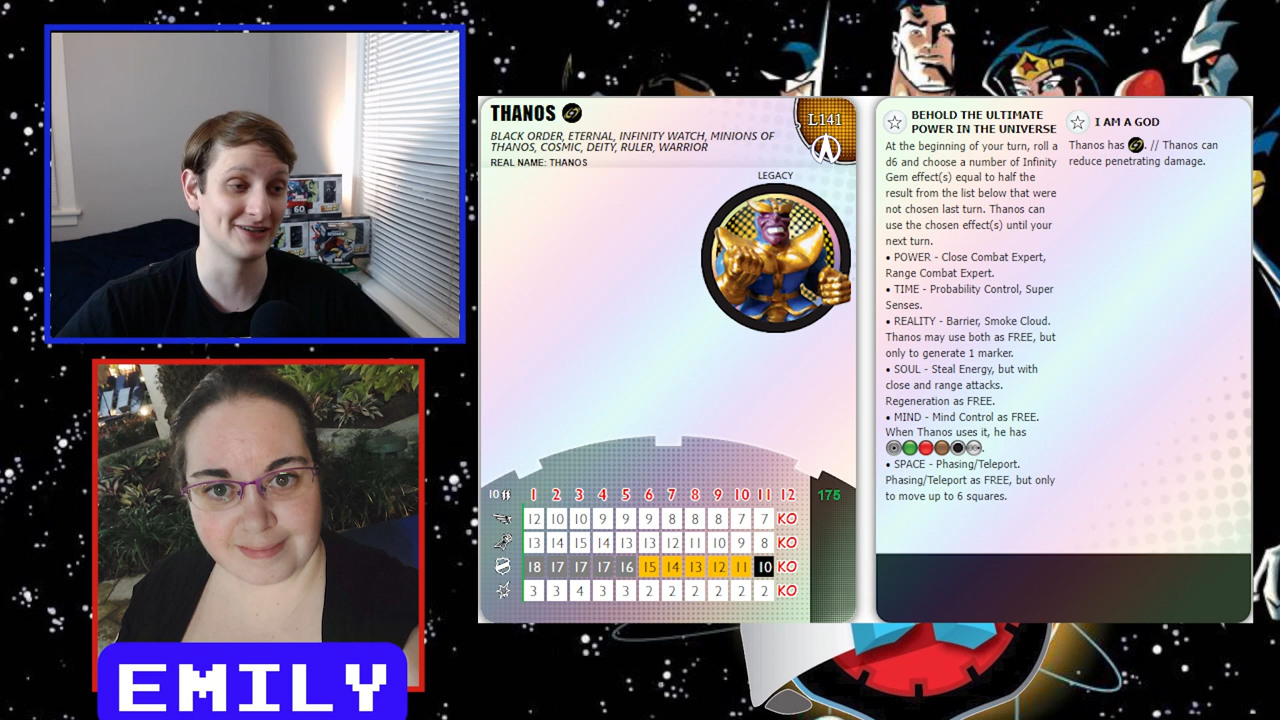 THANOS
L141
BLACK ORDER, ETERNAL, INFINITY WATCH, MINIONS OF
THANOS, COSMIC, DEITY, RULER, WARRIOR
REAL NAME: THANOS
LEGACY
10 1 2 3 4 5 6 7 8 9 10 11 12 175
12 10 10 9 9 9 8 8 8 7 7 KO
13 14 15 14 13 13 12 11 10 9 8 KO
18 17 17 17 16 15 14 13 12 11 10 KO
3 3 4 3 3 2 2 2 2 2 2 KO
BEHOLD THE ULTIMATE
POWER IN THE UNIVERSE
At the beginning of your turn, roll a
d6 and choose a number of Infinity
Gem effect(s) equal to half the
result from the list below that were
not chosen last turn. Thanos can
use the chosen effect(s) until your
next turn.
• POWER - Close Combat Expert,
Range Combat Expert.
• TIME - Probability Control, Super
Senses.
• REALITY - Barrier, Smoke Cloud.
Thanos may use both as FREE, but
only to generate 1 marker.
• SOUL - Steal Energy, but with
close and range attacks.
Regeneration as FREE.
• MIND - Mind Control as FREE.
When Thanos uses it, he has
.
• SPACE - Phasing/Teleport.
Phasing/Teleport as FREE, but only
to move up to 6 squares.
I AM A GOD
Thanos has . // Thanos can
reduce penetrating damage.
60
EMILY